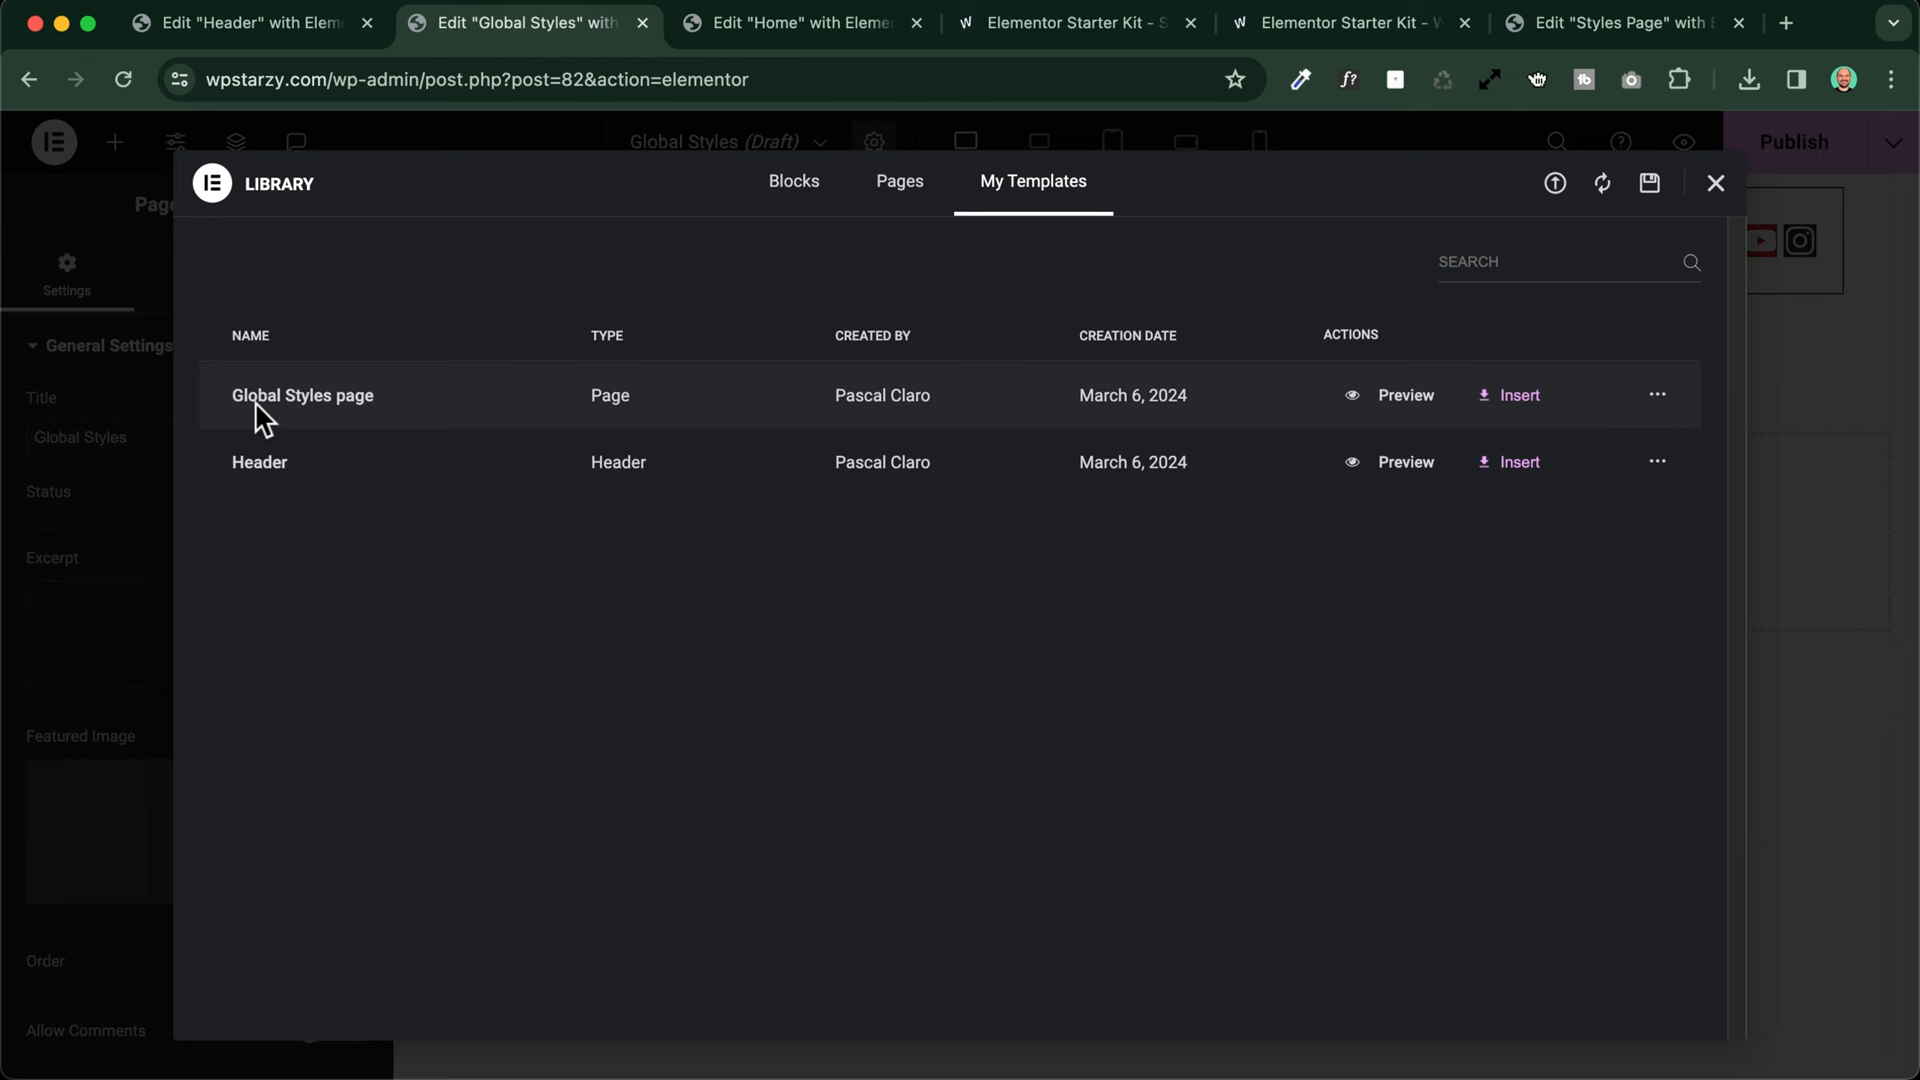 Edit "Header" with Elem
Edit "Global Styles" with
Edit "Home" with Eleme
W Elementor Starter Kit - S
W Elementor Starter Kit - W
Edit "Styles Page" with E
wpstarzy.com/wp-admin/post.php?post=82&action=elementor
f?
tb
Global Styles (Draft)
Publish
LIBRARY
Blocks
Pages
My Templates
Page
Settings
SEARCH
NAME
TYPE
CREATED BY
CREATION DATE
ACTIONS
General Settings
Global Styles page
Page
Pascal Claro
March 6, 2024
Preview
Insert
Title
Global Styles
Header
Header
Pascal Claro
March 6, 2024
Preview
Insert
Status
Excerpt
Featured Image
Order
Allow Comments